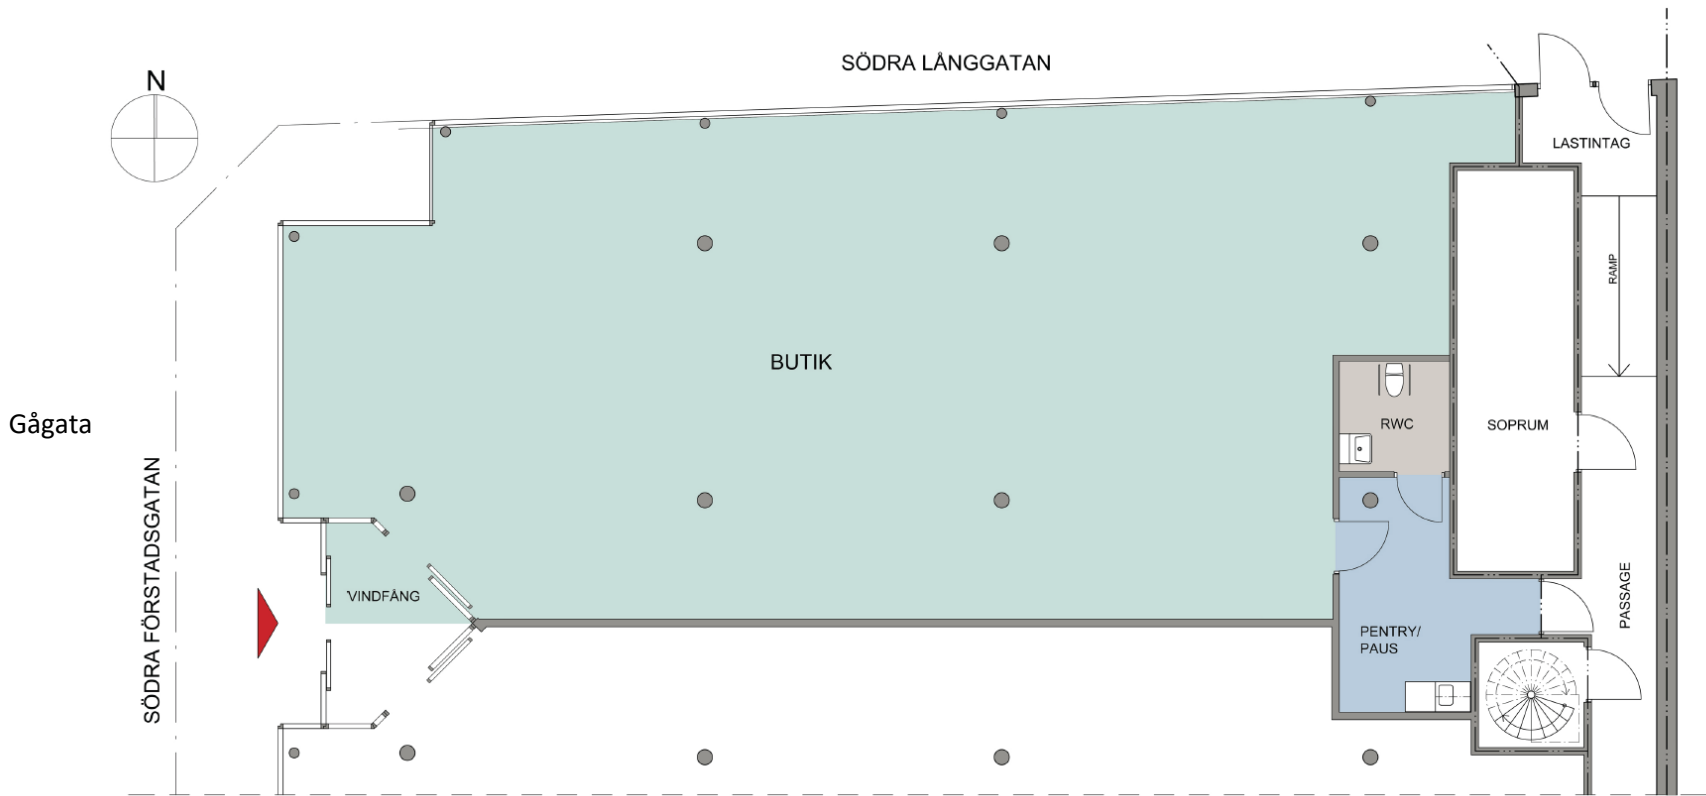 SÖDRA LÅNGGATAN
N
LASTINTAG
RAMP
BUTIK
Gågata
RWC
SOPRUM
SÖDRA FÖRSTADSGATAN
VINDFÅNG
PASSAGE
PENTRY/
PAUS